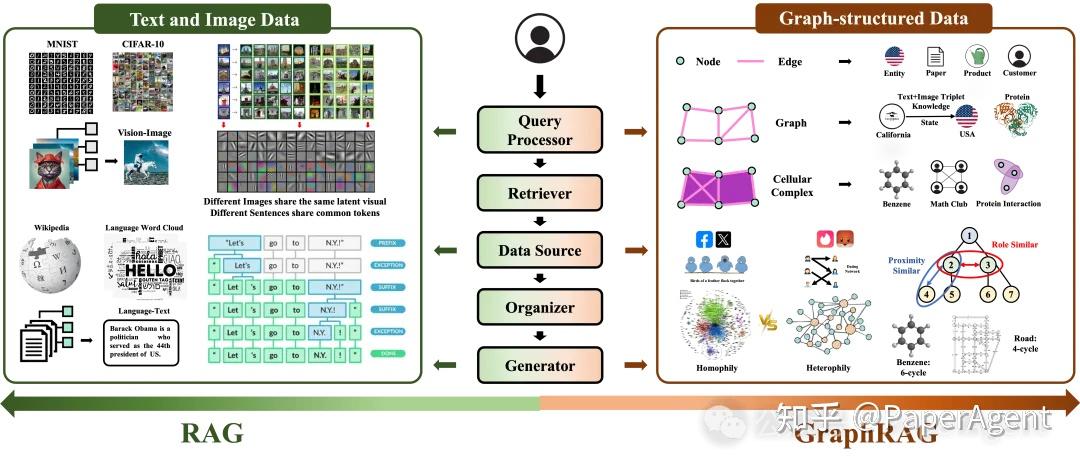 Text and Image Data
MNIST
CIFAR-10
Vision-Image
Different Images share the same latent visual
Different Sentences share common tokens
Wikipedia
Language Word Cloud
HELLO
Language-Text
Barack Obama is a
politician who
served as the 44th
president of US.
"Let's go to N.Y.!"
PREFIX
" Let's go to N.Y.!"
EXCEPTION
" Let 's go to N.Y.!"
SUFFIX
" Let 's go to N.Y.! "
SUFFIX
" Let 's go to N.Y. ! "
EXCEPTION
" Let 's go to N.Y. ! "
DONE
Query
Processor
Retriever
Data Source
Organizer
Generator
Graph-structured Data
Node
Edge
Entity
Paper
Product
Customer
Graph
Text+Image Triplet
Knowledge
State
California
USA
Protein
Cellular
Complex
Benzene
Math Club
Protein Interaction
Birds of a feather flock together
Dating
Network
Homophily
VS
Heterophily
Proximity
Similar
Role Similar
1
2
3
4
5
6
7
Benzene:
6-cycle
Road:
4-cycle
RAG
GraphRAG
知乎 @PaperAgent